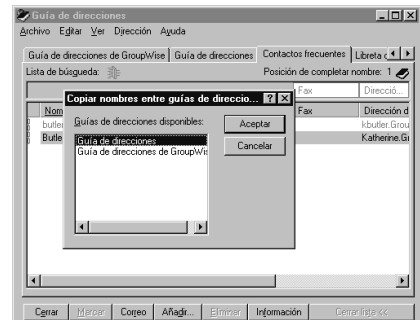 Guía de direcciones
Archivo Editar Ver Dirección Ayuda
Guía de direcciones de GroupWise Guía de direcciones Contactos frecuentes Libreta c
Lista de búsqueda: Posición de completar nombre: 1
Fax Direcció...
Copiar nombres entre guías de direccio...
Nom Fax Dirección d
Guías de direcciones disponibles: Aceptar
butler kbutler.Grou
Butle Katherine.Gr
Guía de direcciones
Guía de direcciones de GroupWis
Cancelar
Cerrar Marcar Correo Añadir... Eliminar Información Cerrar lista <<